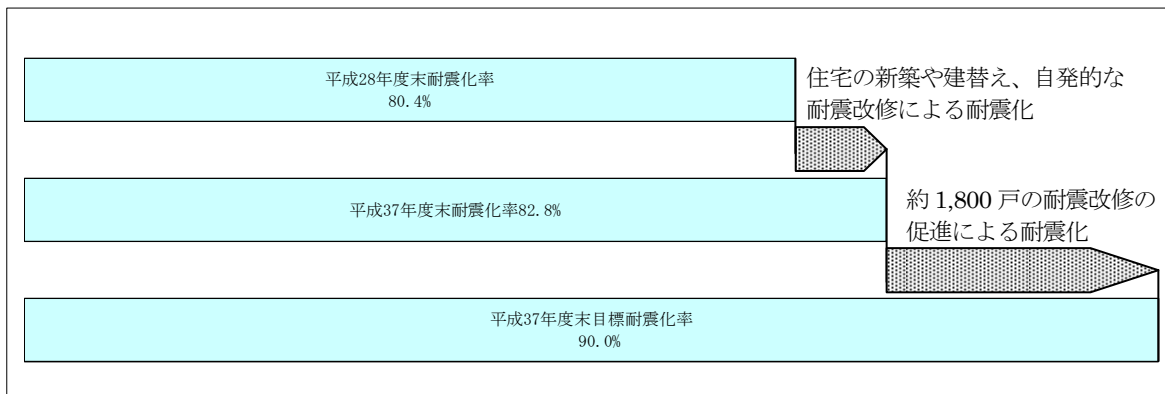 平成28年度末耐震化率
80.4%
住宅の新築や建替え、自発的な
耐震改修による耐震化
平成37年度末耐震化率82.8%
約 1,800 戸の耐震改修の
促進による耐震化
平成37年度末目標耐震化率
90.0%